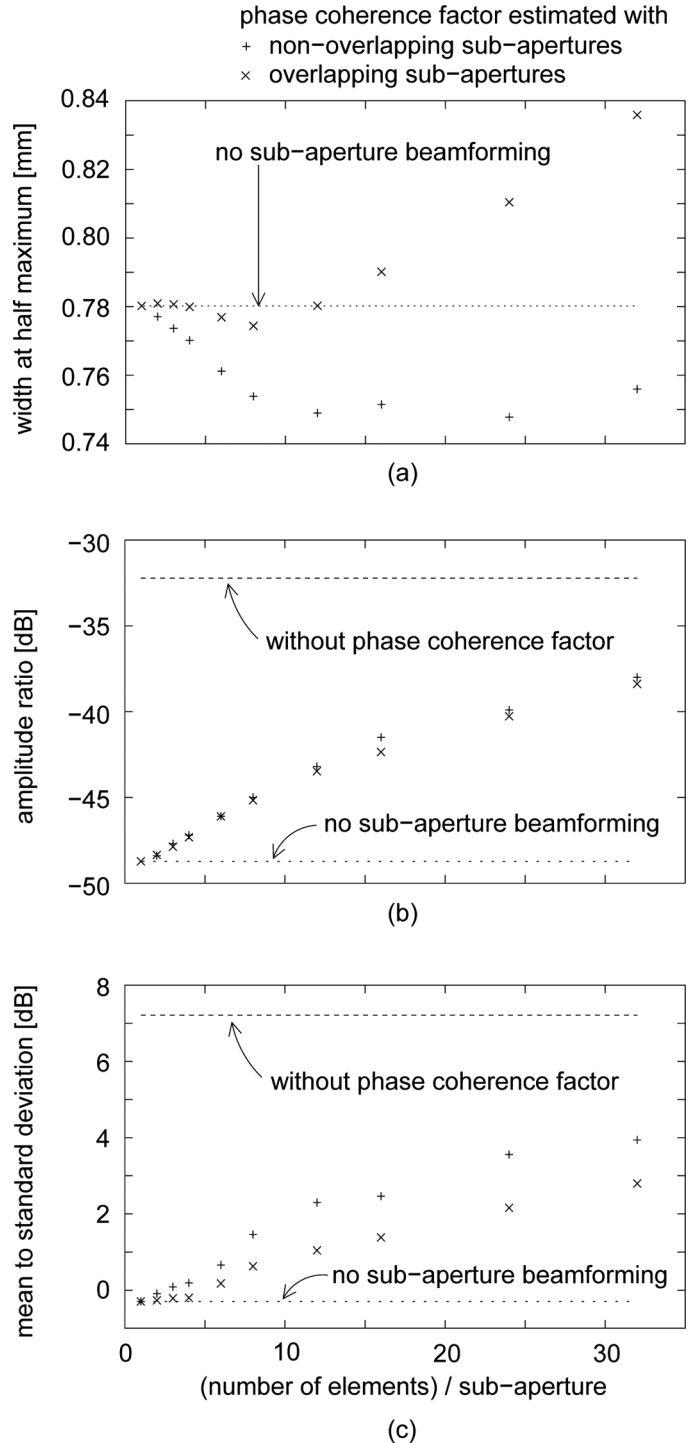 phase coherence factor estimated with
+ non−overlapping sub−apertures
× overlapping sub−apertures
width at half maximum [mm]
0.84
0.82
0.80
0.78
0.76
0.74
no sub−aperture beamforming
(a)
amplitude ratio [dB]
−30
−35
−40
−45
−50
without phase coherence factor
no sub−aperture beamforming
(b)
mean to standard deviation [dB]
8
6
4
2
0
without phase coherence factor
no sub−aperture beamforming
0 10 20 30
(number of elements) / sub−aperture
(c)